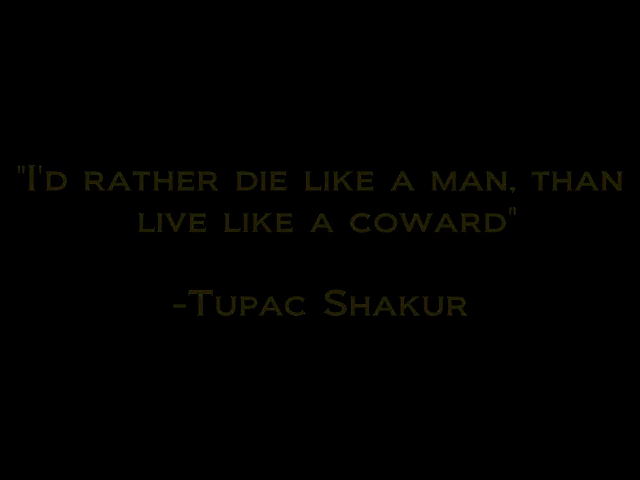 "I'd rather die like a man, than
live like a coward"
-Tupac Shakur